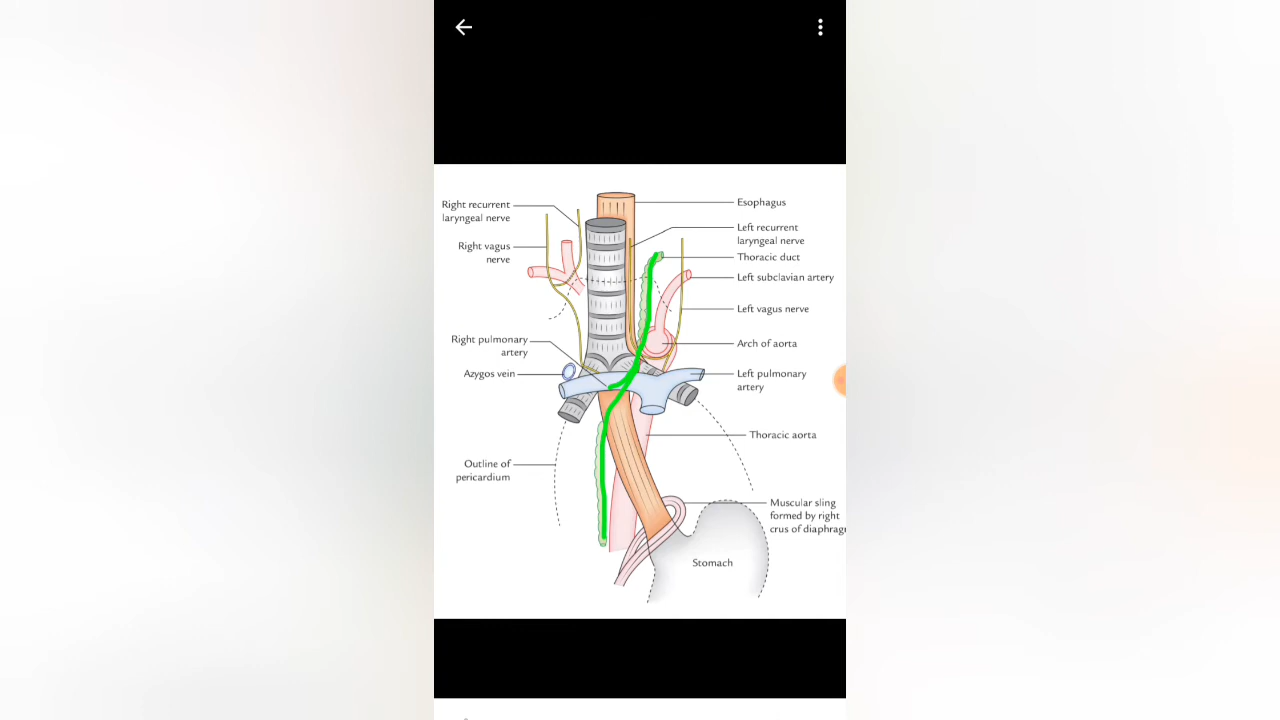 Right recurrent
laryngeal nerve
Right vagus
nerve
Right pulmonary
artery
Azygos vein
Outline of
pericardium
Esophagus
Left recurrent
laryngeal nerve
Thoracic duct
Left subclavian artery
Left vagus nerve
Arch of aorta
Left pulmonary
artery
Thoracic aorta
Muscular sling
formed by right
crus of diaphrag
Stomach